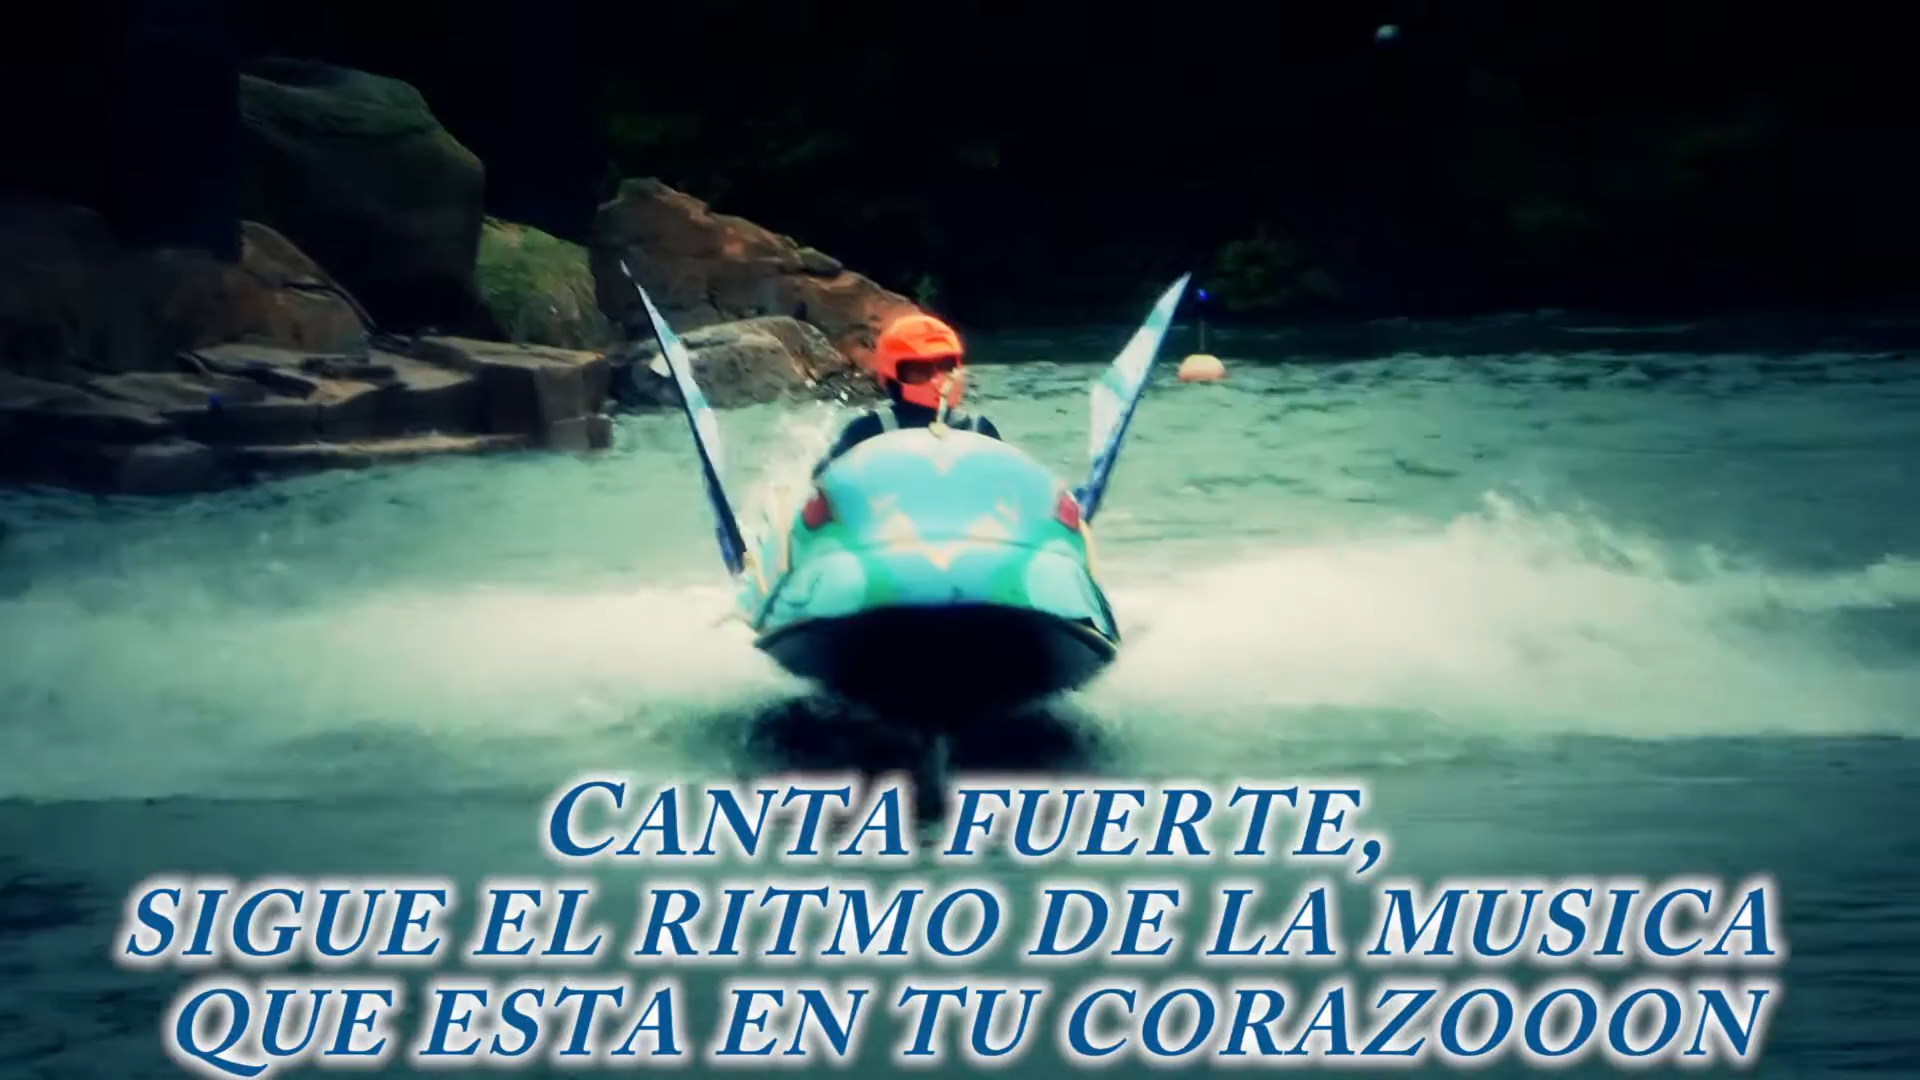 CANTA FUERTE,
SIGUE EL RITMO DE LA MUSICA
QUE ESTA EN TU CORAZOOON